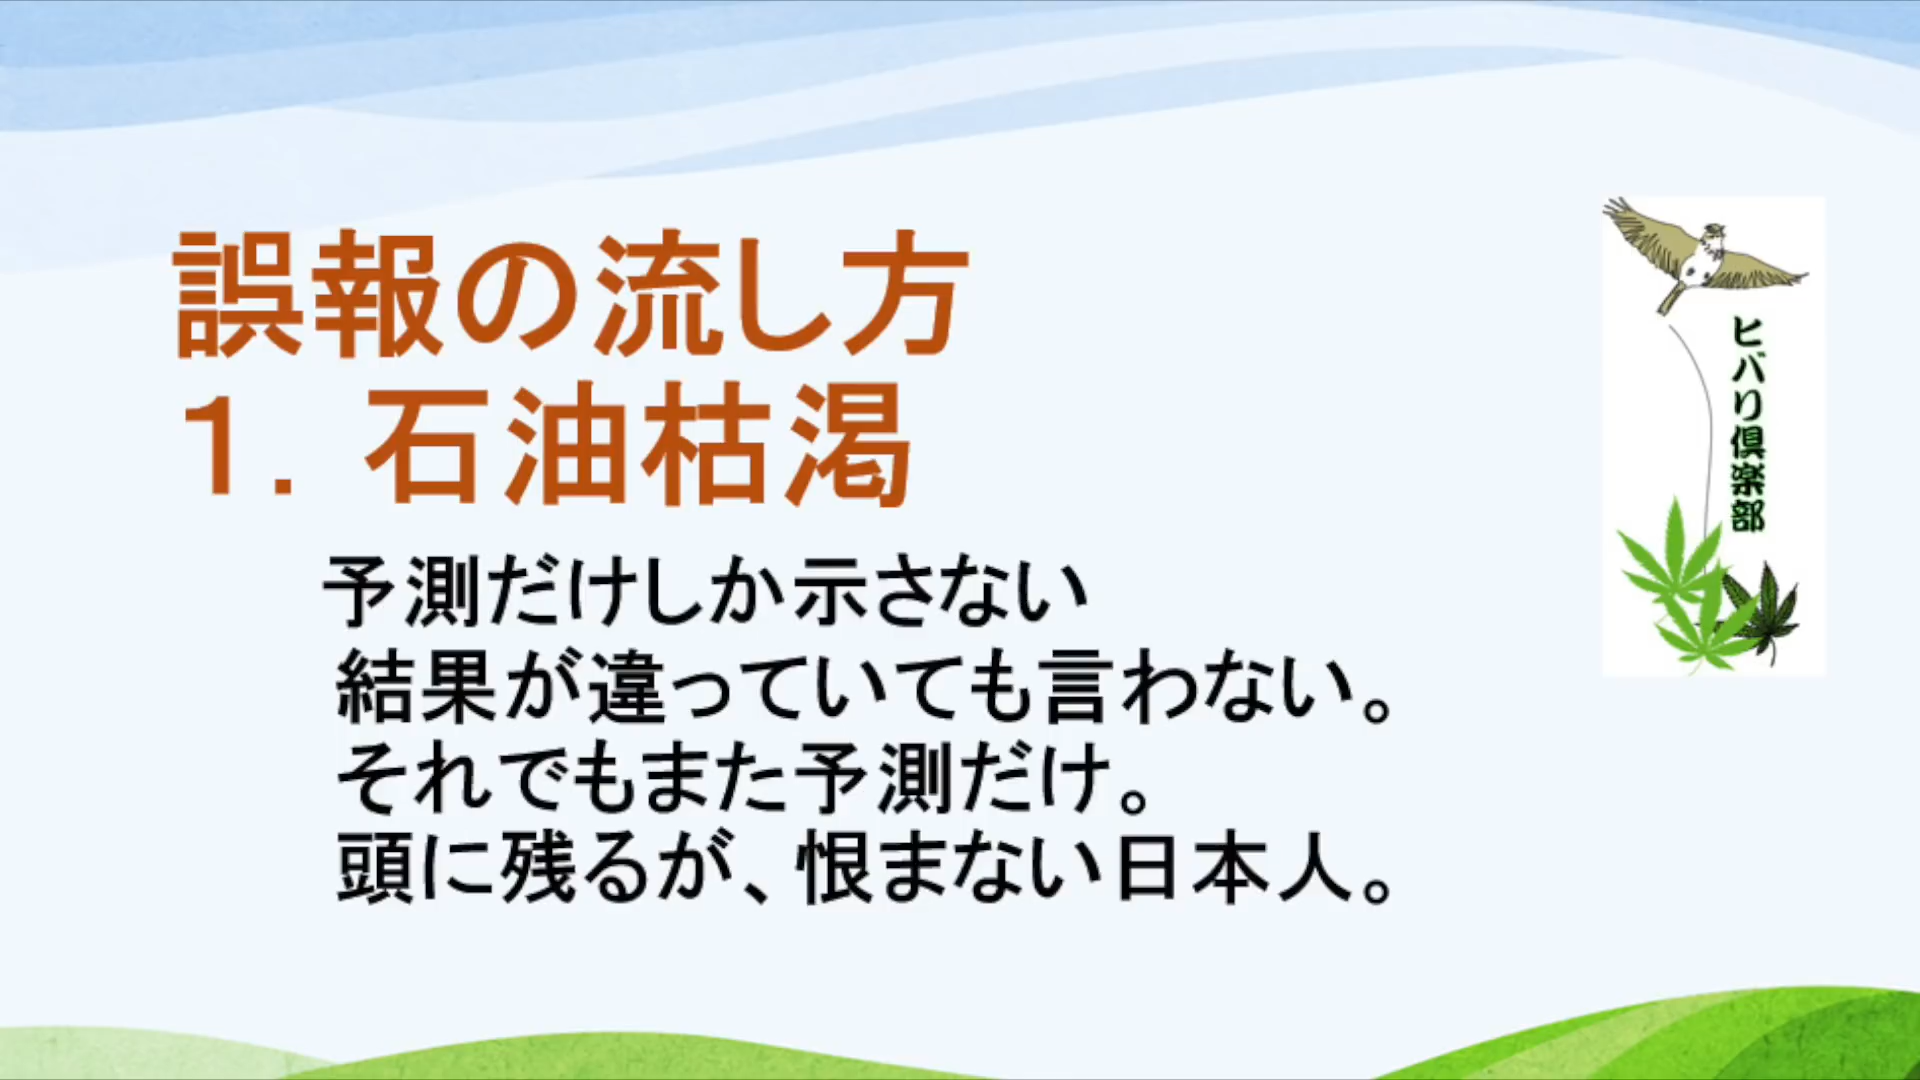 誤報の流し方
１．石油枯渇
予測だけしか示さない
結果が違っていても言わない。
それでもまた予測だけ。
頭に残るが、恨まない日本人。
ヒバリ倶楽部